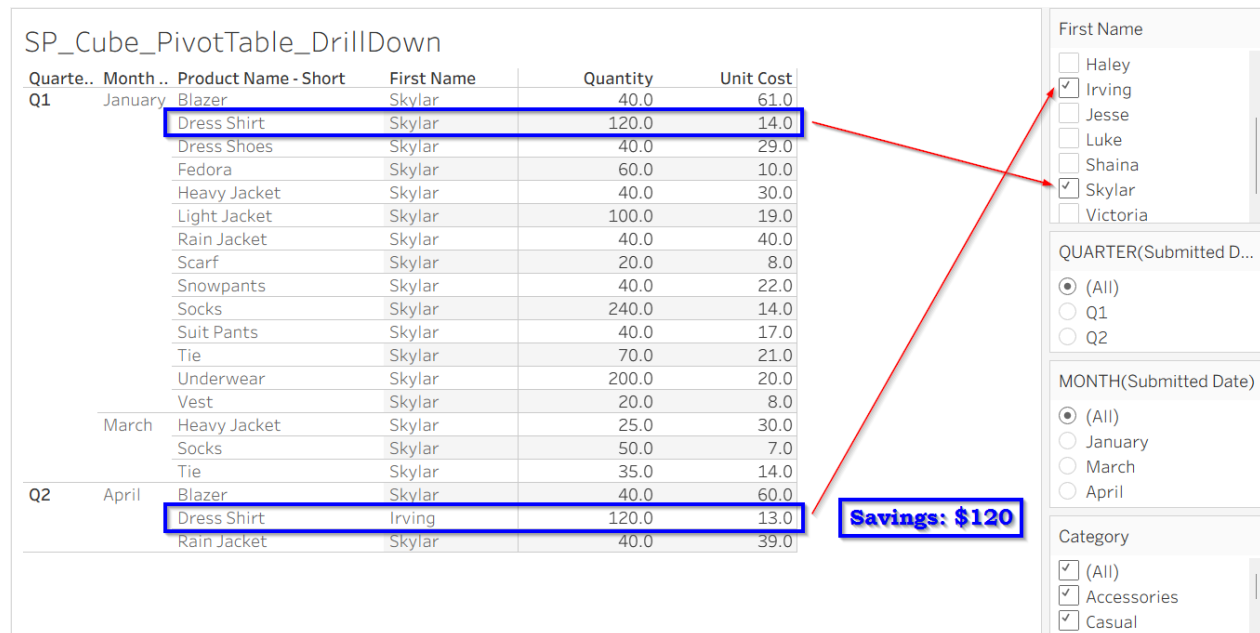 SP_Cube_PivotTable_DrillDown
Quarte.. Month .. Product Name - Short First Name Quantity Unit Cost
Q1 January Blazer Skylar 40.0 61.0
Dress Shirt Skylar 120.0 14.0
Dress Shoes Skylar 40.0 29.0
Fedora Skylar 60.0 10.0
Heavy Jacket Skylar 40.0 30.0
Light Jacket Skylar 100.0 19.0
Rain Jacket Skylar 40.0 40.0
Scarf Skylar 20.0 8.0
Snowpants Skylar 40.0 22.0
Socks Skylar 240.0 14.0
Suit Pants Skylar 40.0 17.0
Tie Skylar 70.0 21.0
Underwear Skylar 200.0 20.0
Vest Skylar 20.0 8.0
March Heavy Jacket Skylar 25.0 30.0
Socks Skylar 50.0 7.0
Tie Skylar 35.0 14.0
Q2 April Blazer Skylar 40.0 60.0
Dress Shirt Irving 120.0 13.0
Rain Jacket Skylar 40.0 39.0
Savings: $120
First Name
Haley
Irving
Jesse
Luke
Shaina
Skylar
Victoria
QUARTER(Submitted D...
(All)
Q1
Q2
MONTH(Submitted Date)
(All)
January
March
April
Category
(All)
Accessories
Casual